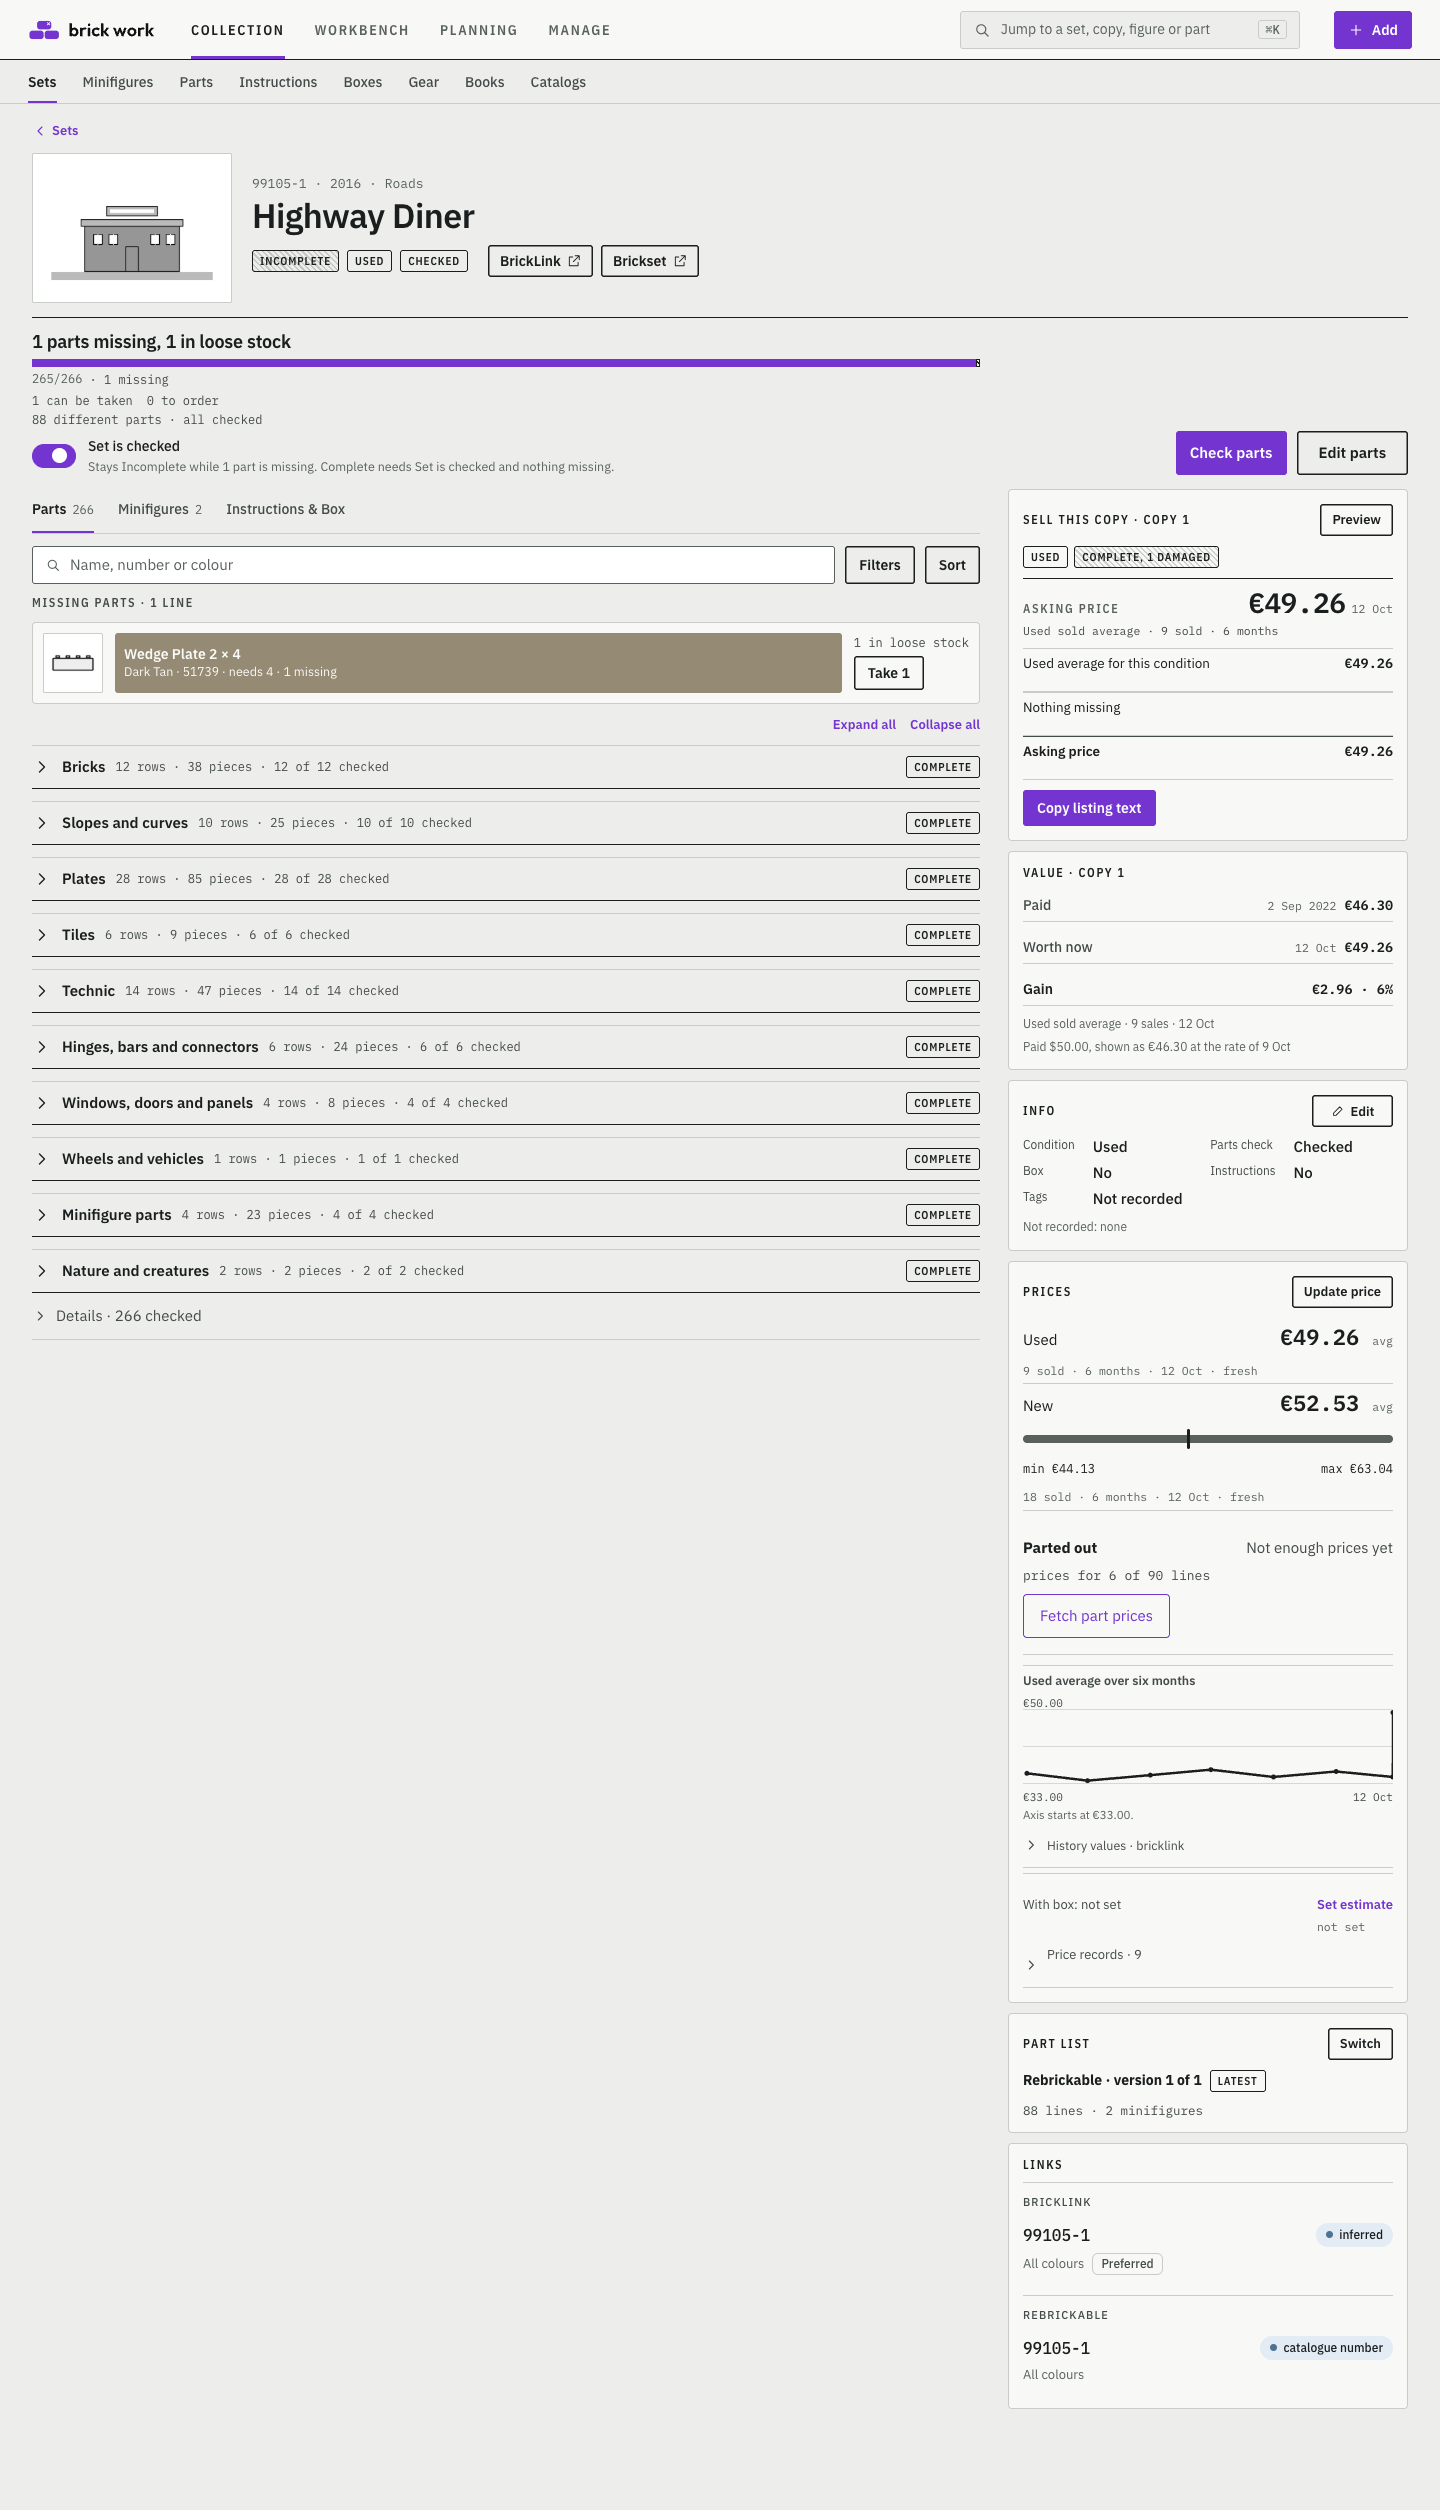 brick work
COLLECTION WORKBENCH PLANNING MANAGE
Jump to a set, copy, figure or part ⌘K
Add
Sets Minifigures Parts Instructions Boxes Gear Books Catalogs
Sets
99105-1 · 2016 · Roads
Highway Diner
INCOMPLETE USED CHECKED BrickLink Brickset
1 parts missing, 1 in loose stock
265/266 · 1 missing
1 can be taken 0 to order
88 different parts · all checked
Set is checked
Stays Incomplete while 1 part is missing. Complete needs Set is checked and nothing missing.
Check parts Edit parts
Parts 266 Minifigures 2 Instructions & Box
Name, number or colour
Filters Sort
MISSING PARTS · 1 LINE
Wedge Plate 2 × 4
Dark Tan · 51739 · needs 4 · 1 missing
1 in loose stock
Take 1
Expand all Collapse all
Bricks 12 rows · 38 pieces · 12 of 12 checked COMPLETE
Slopes and curves 10 rows · 25 pieces · 10 of 10 checked COMPLETE
Plates 28 rows · 85 pieces · 28 of 28 checked COMPLETE
Tiles 6 rows · 9 pieces · 6 of 6 checked COMPLETE
Technic 14 rows · 47 pieces · 14 of 14 checked COMPLETE
Hinges, bars and connectors 6 rows · 24 pieces · 6 of 6 checked COMPLETE
Windows, doors and panels 4 rows · 8 pieces · 4 of 4 checked COMPLETE
Wheels and vehicles 1 rows · 1 pieces · 1 of 1 checked COMPLETE
Minifigure parts 4 rows · 23 pieces · 4 of 4 checked COMPLETE
Nature and creatures 2 rows · 2 pieces · 2 of 2 checked COMPLETE
Details · 266 checked
SELL THIS COPY · COPY 1 Preview
USED COMPLETE, 1 DAMAGED
ASKING PRICE €49.26 12 Oct
Used sold average · 9 sold · 6 months
Used average for this condition €49.26
Nothing missing
Asking price €49.26
Copy listing text
VALUE · COPY 1
Paid 2 Sep 2022 €46.30
Worth now 12 Oct €49.26
Gain €2.96 · 6%
Used sold average · 9 sales · 12 Oct
Paid $50.00, shown as €46.30 at the rate of 9 Oct
INFO Edit
Condition Used Parts check Checked
Box No Instructions No
Tags Not recorded
Not recorded: none
PRICES Update price
Used €49.26 avg
9 sold · 6 months · 12 Oct · fresh
New €52.53 avg
min €44.13 max €63.04
18 sold · 6 months · 12 Oct · fresh
Parted out Not enough prices yet
prices for 6 of 90 lines
Fetch part prices
Used average over six months
€50.00
€33.00 12 Oct
Axis starts at €33.00.
History values · bricklink
With box: not set Set estimate
not set
Price records · 9
PART LIST Switch
Rebrickable · version 1 of 1 LATEST
88 lines · 2 minifigures
LINKS
BRICKLINK
99105-1 inferred
All colours Preferred
REBRICKABLE
99105-1 catalogue number
All colours